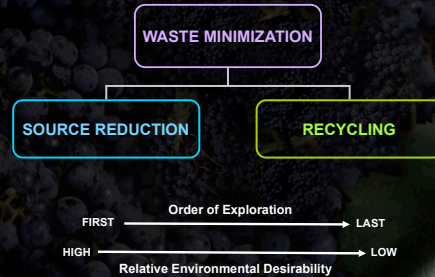 WASTE MINIMIZATION
SOURCE REDUCTION
RECYCLING
Order of Exploration
FIRST
LAST
HIGH
LOW
Relative Environmental Desirability